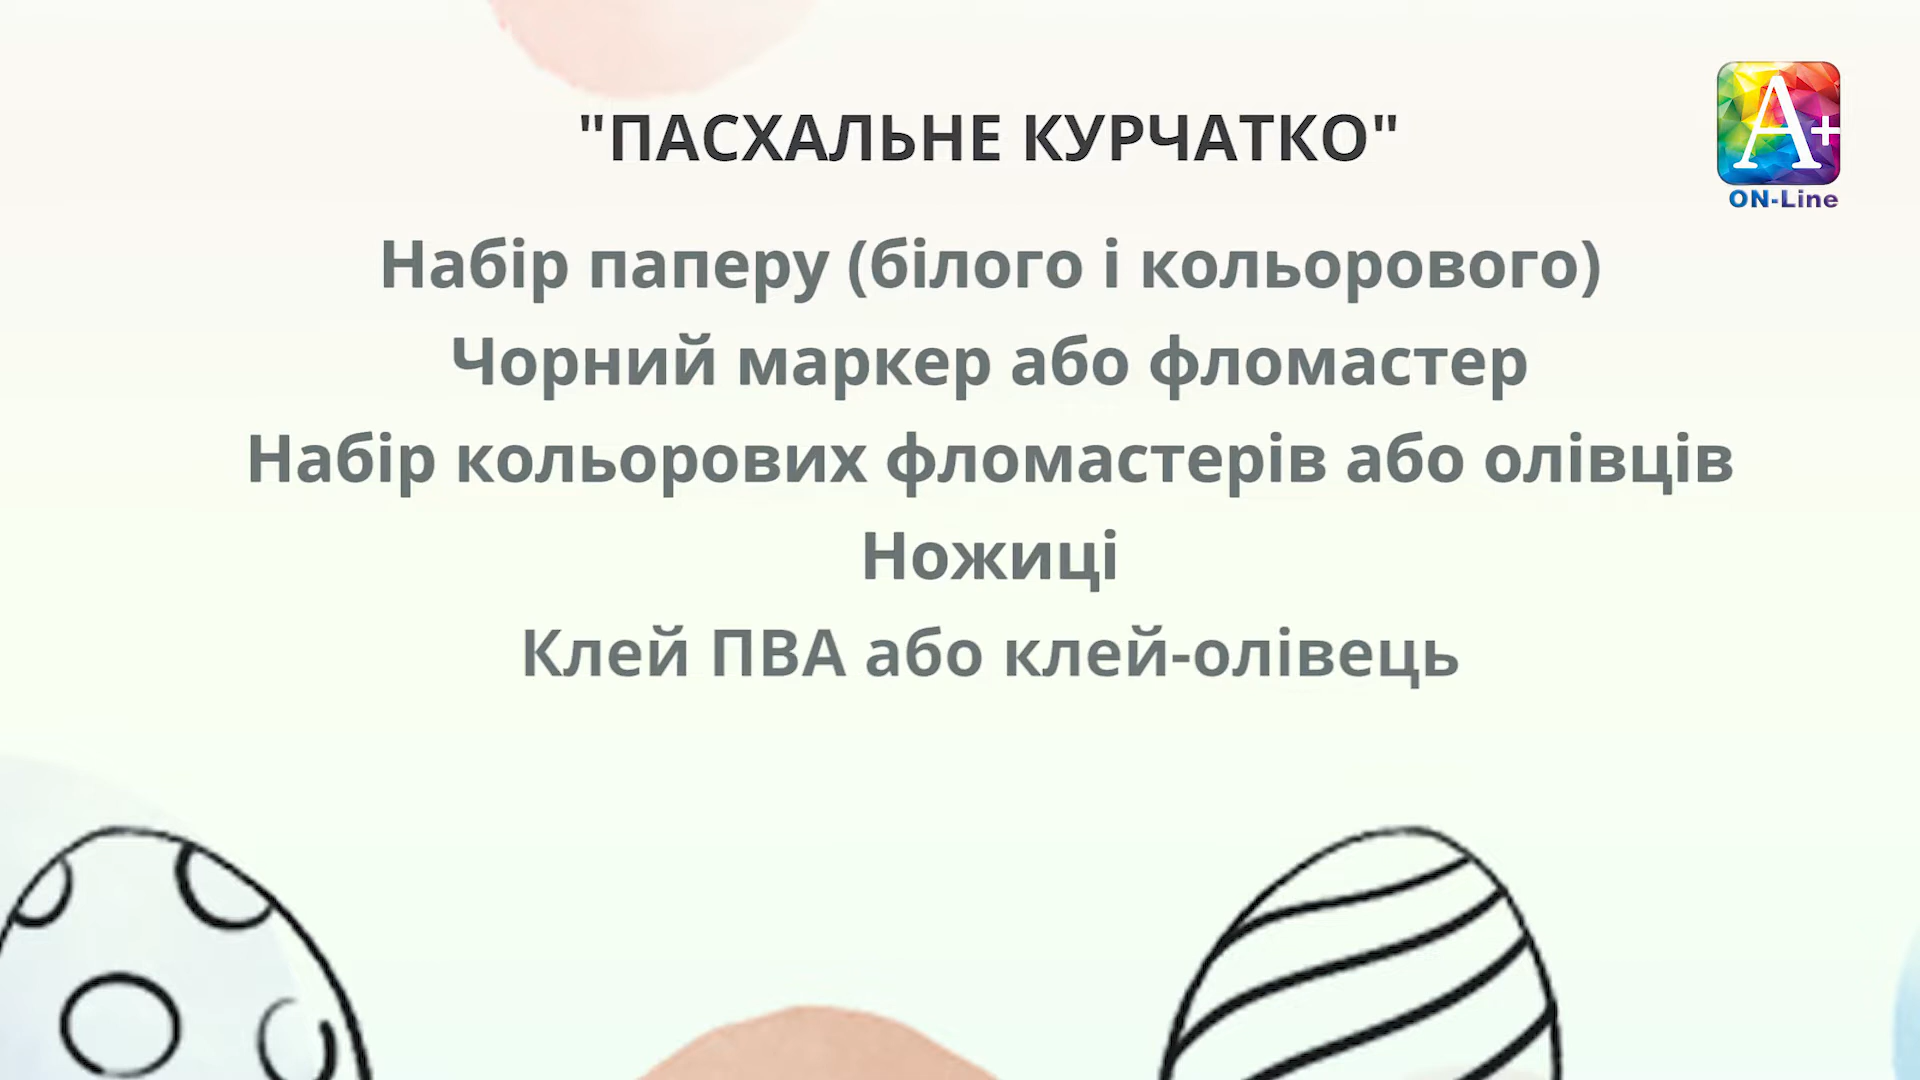 "ПАСХАЛЬНЕ КУРЧАТКО"
A+
ON-Line
Набір паперу (білого і кольорового)
Чорний маркер або фломастер
Набір кольорових фломастерів або олівців
Ножиці
Клей ПВА або клей-олівець